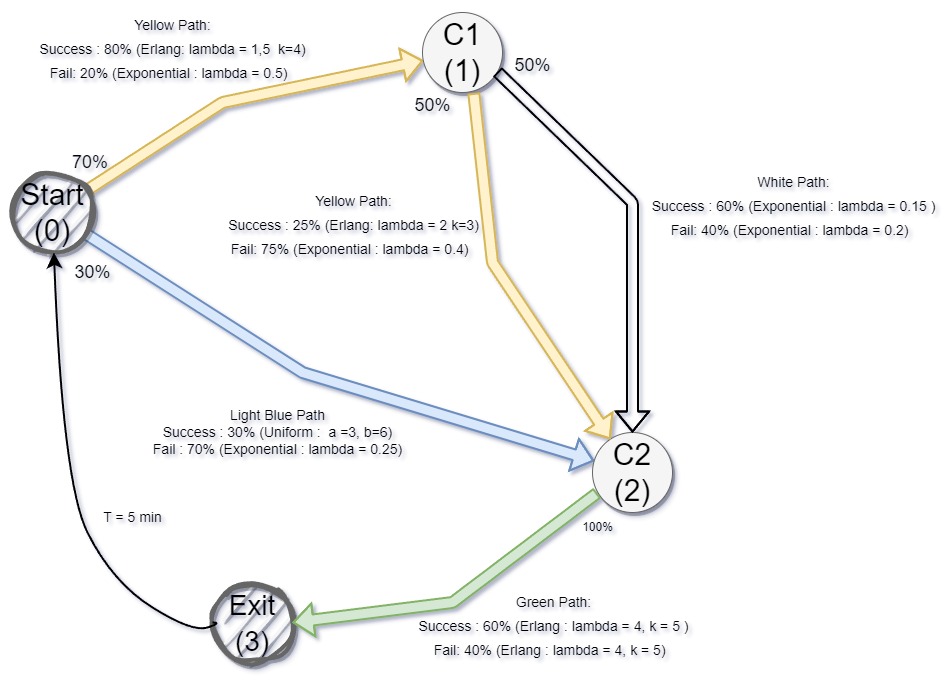 Yellow Path:
Success : 80% (Erlang: lambda = 1,5 k=4)
Fail: 20% (Exponential : lambda = 0.5)
C1
(1)
50%
50%
70%
Start
(0)
30%
Yellow Path:
Success : 25% (Erlang: lambda = 2 k=3)
Fail: 75% (Exponential : lambda = 0.4)
White Path:
Success : 60% (Exponential : lambda = 0.15 )
Fail: 40% (Exponential : lambda = 0.2)
Light Blue Path
Success : 30% (Uniform : a =3, b=6)
Fail : 70% (Exponential : lambda = 0.25)
C2
(2)
T = 5 min
100%
Exit
(3)
Green Path:
Success : 60% (Erlang : lambda = 4, k = 5 )
Fail: 40% (Erlang : lambda = 4, k = 5)